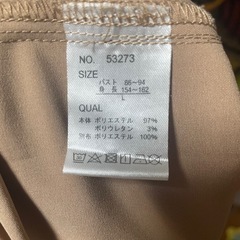 NO. 53273
SIZE
バスト 86~94
身長 154~162
L
QUAL
本体 ポリエステル 97%
ポリウレタン 3%
別布 ポリエステル 100%